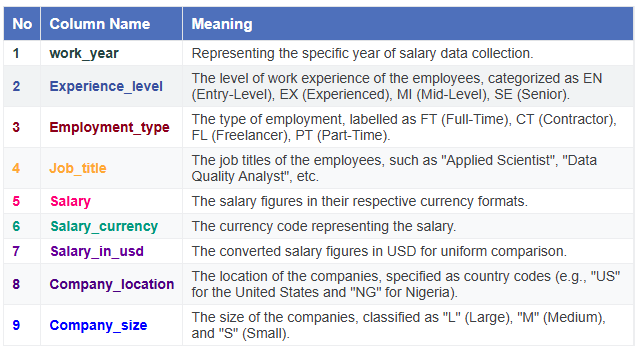 No Column Name Meaning
1 work_year Representing the specific year of salary data collection.
2 Experience_level The level of work experience of the employees, categorized as EN
(Entry-Level), EX (Experienced), MI (Mid-Level), SE (Senior).
3 Employment_type The type of employment, labelled as FT (Full-Time), CT (Contractor),
FL (Freelancer), PT (Part-Time).
4 Job_title The job titles of the employees, such as "Applied Scientist", "Data
Quality Analyst", etc.
5 Salary The salary figures in their respective currency formats.
6 Salary_currency The currency code representing the salary.
7 Salary_in_usd The converted salary figures in USD for uniform comparison.
8 Company_location The location of the companies, specified as country codes (e.g., "US"
for the United States and "NG" for Nigeria).
9 Company_size The size of the companies, classified as "L" (Large), "M" (Medium),
and "S" (Small).